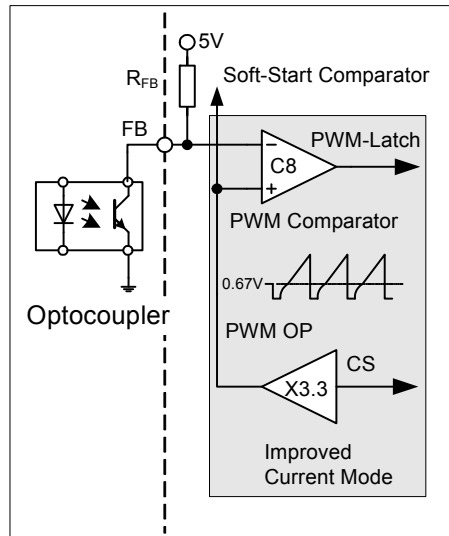 5V
R_FB
Soft-Start Comparator
FB
PWM-Latch
−
C8
+
PWM Comparator
0.67V
Optocoupler
PWM OP
CS
X3.3
Improved
Current Mode